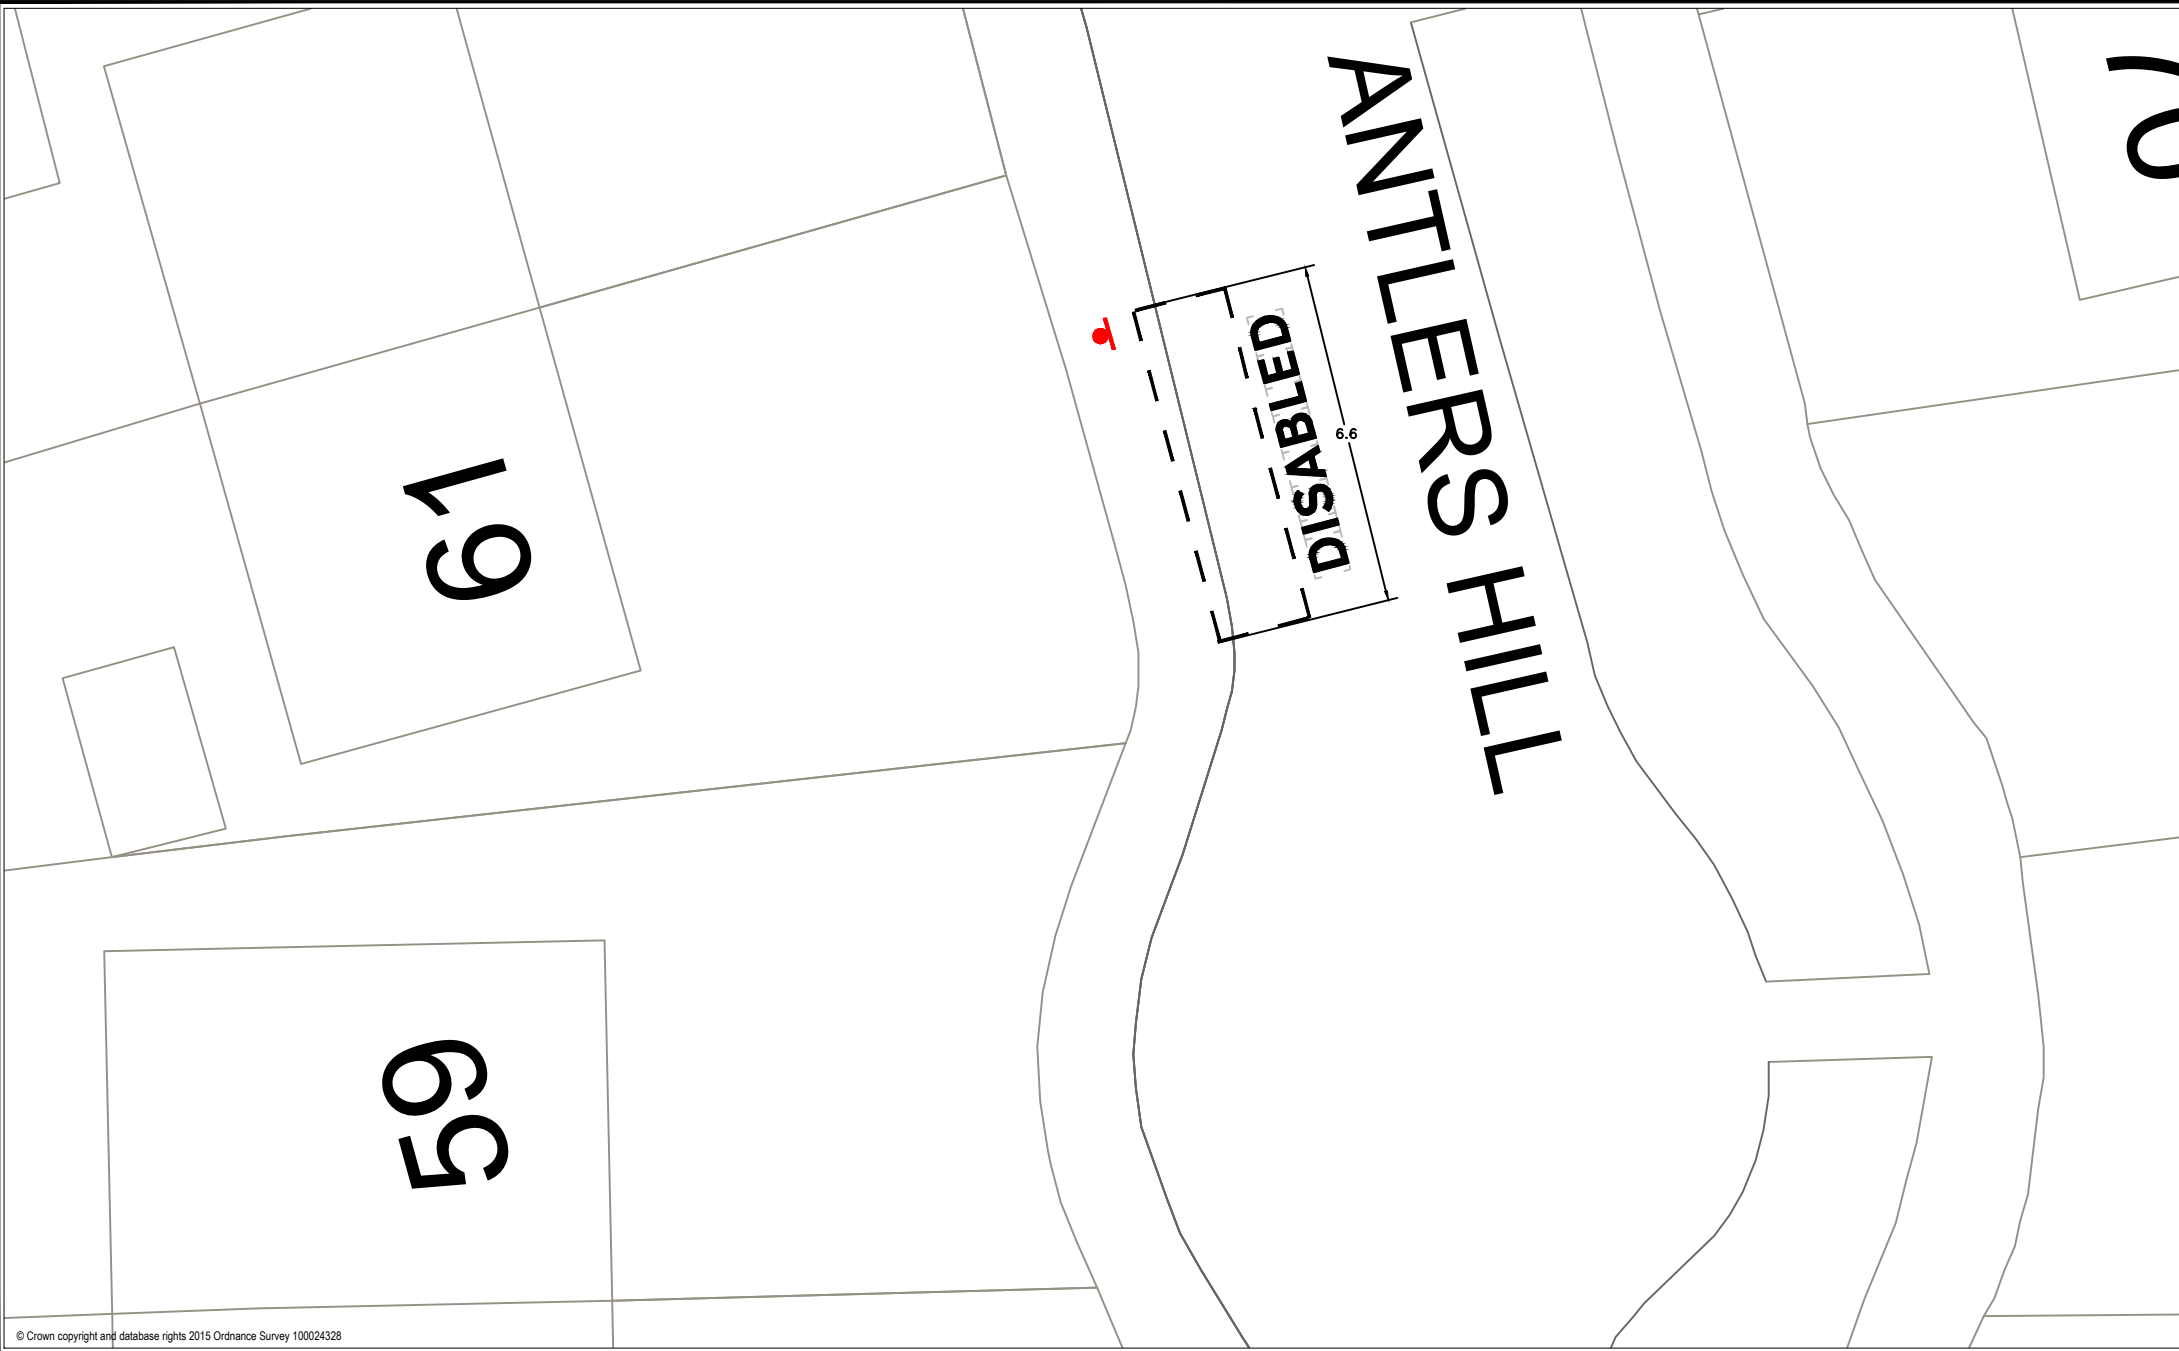 ANTLERS HILL
DISABLED
6.6
61
59
© Crown copyright and database rights 2015 Ordnance Survey 100024328